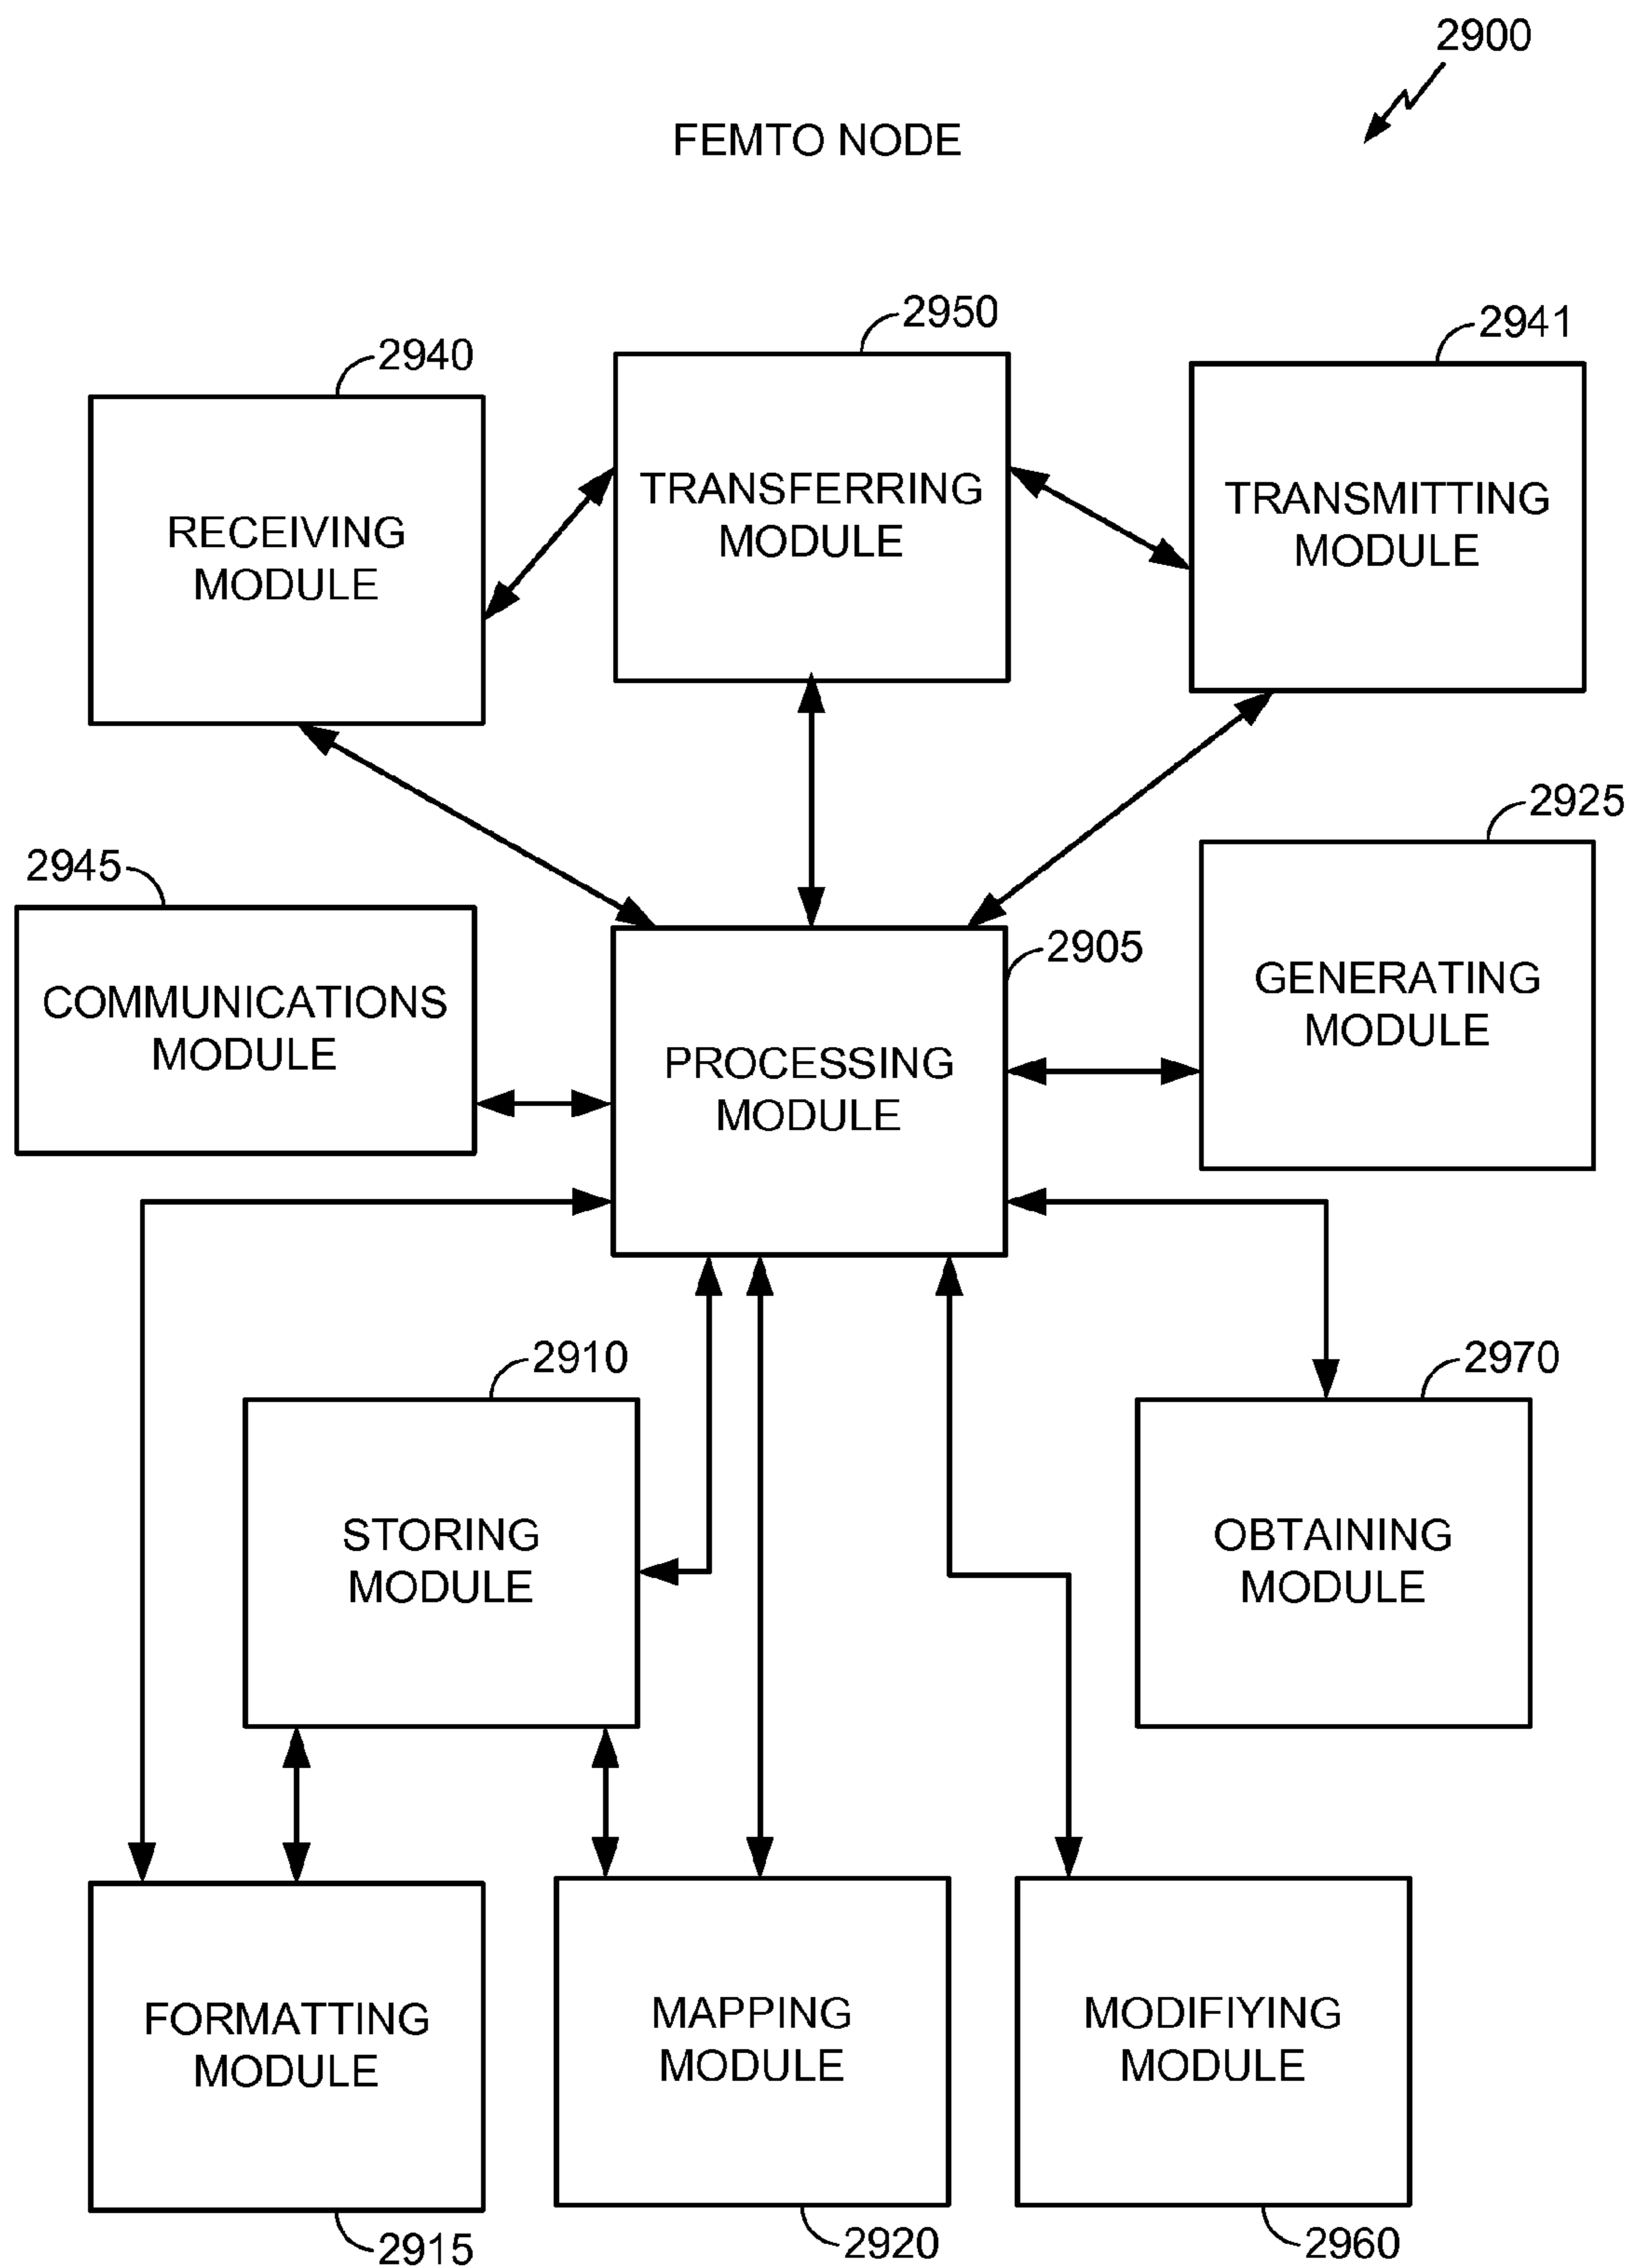 2900
FEMTO NODE
2950
2941
2940
TRANSFERRING
MODULE
TRANSMITTING
MODULE
RECEIVING
MODULE
2925
2945
2905
COMMUNICATIONS
MODULE
PROCESSING
MODULE
GENERATING
MODULE
2910
2970
STORING
MODULE
OBTAINING
MODULE
FORMATTING
MODULE
MAPPING
MODULE
MODIFIYING
MODULE
2915
2920
2960